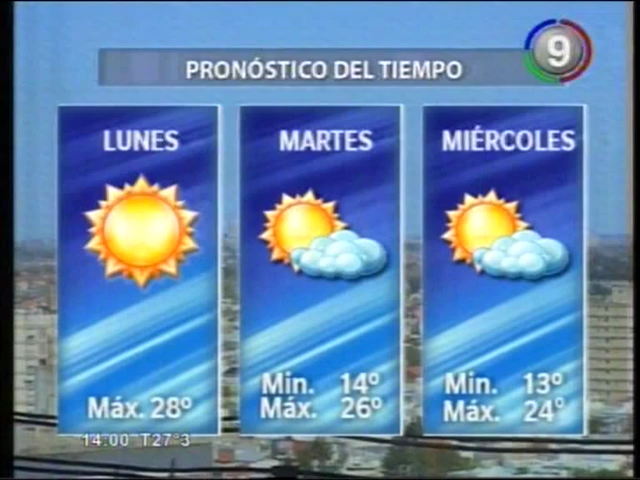 9
PRONÓSTICO DEL TIEMPO
LUNES
Máx. 28º
MARTES
Min. 14º
Máx. 26º
MIÉRCOLES
Min. 13º
Máx. 24º
14:00 T27·3